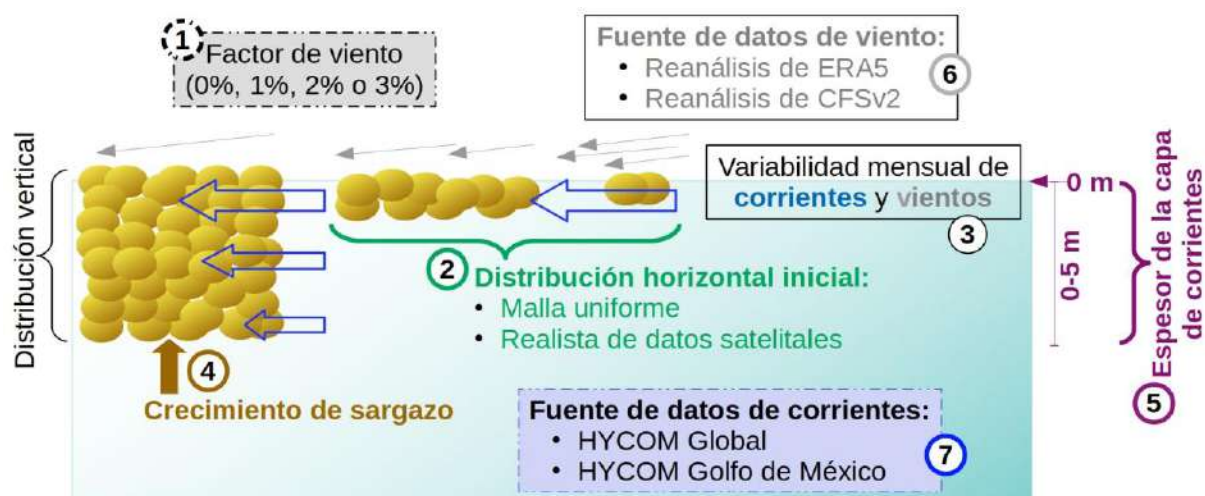 1
Factor de viento
(0%, 1%, 2% o 3%)
Fuente de datos de viento:
• Reanálisis de ERA5
• Reanálisis de CFSv2
6
Distribución vertical
Variabilidad mensual de
corrientes y vientos
3
0 m
0-5 m
Espesor de la capa
de corrientes
5
2
Distribución horizontal inicial:
• Malla uniforme
• Realista de datos satelitales
4
Crecimiento de sargazo
Fuente de datos de corrientes:
• HYCOM Global
• HYCOM Golfo de México
7